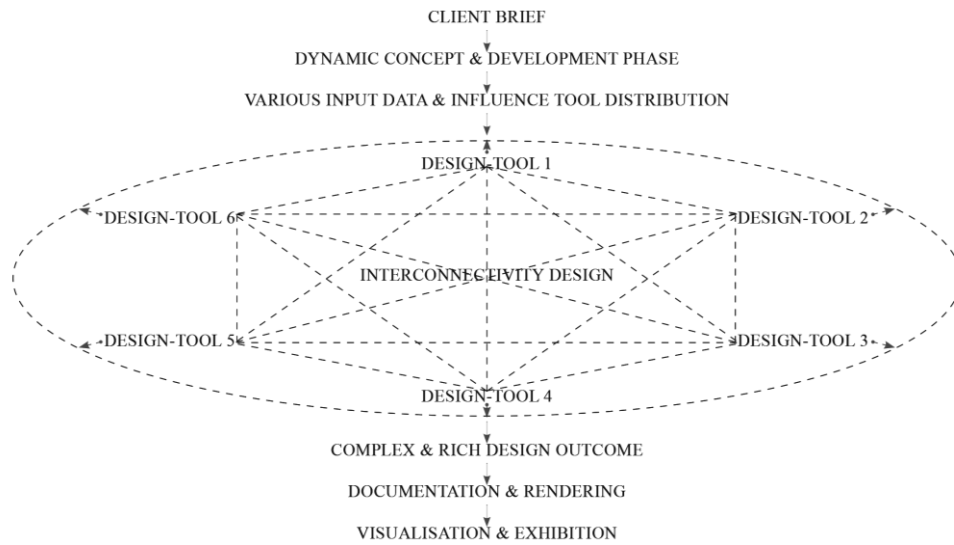 CLIENT BRIEF
DYNAMIC CONCEPT & DEVELOPMENT PHASE
VARIOUS INPUT DATA & INFLUENCE TOOL DISTRIBUTION
DESIGN-TOOL 1
DESIGN-TOOL 6
DESIGN-TOOL 2
INTERCONNECTIVITY DESIGN
DESIGN-TOOL 5
DESIGN-TOOL 3
DESIGN-TOOL 4
COMPLEX & RICH DESIGN OUTCOME
DOCUMENTATION & RENDERING
VISUALISATION & EXHIBITION